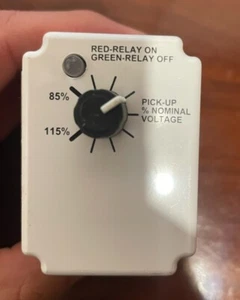 RED-RELAY ON
GREEN-RELAY OFF
85%
115%
PICK-UP
% NOMINAL
VOLTAGE